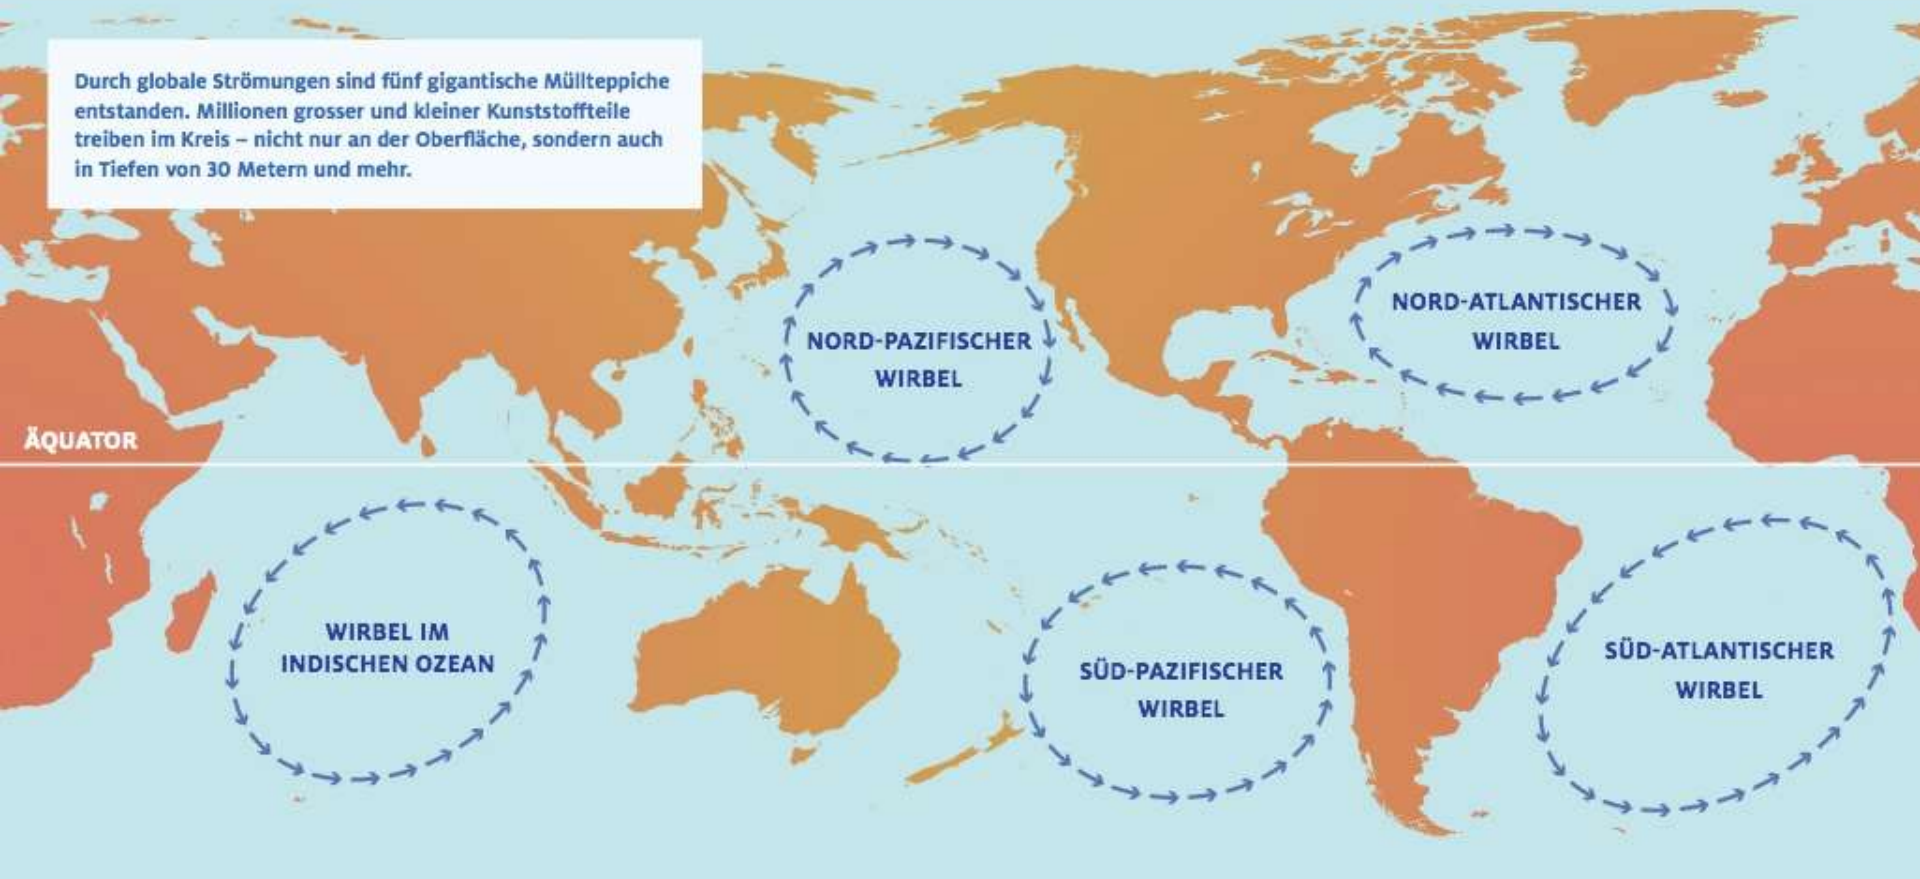 Durch globale Strömungen sind fünf gigantische Müllteppiche
entstanden. Millionen grosser und kleiner Kunststoffteile
treiben im Kreis – nicht nur an der Oberfläche, sondern auch
in Tiefen von 30 Metern und mehr.
NORD-PAZIFISCHER
WIRBEL
NORD-ATLANTISCHER
WIRBEL
ÄQUATOR
WIRBEL IM
INDISCHEN OZEAN
SÜD-PAZIFISCHER
WIRBEL
SÜD-ATLANTISCHER
WIRBEL